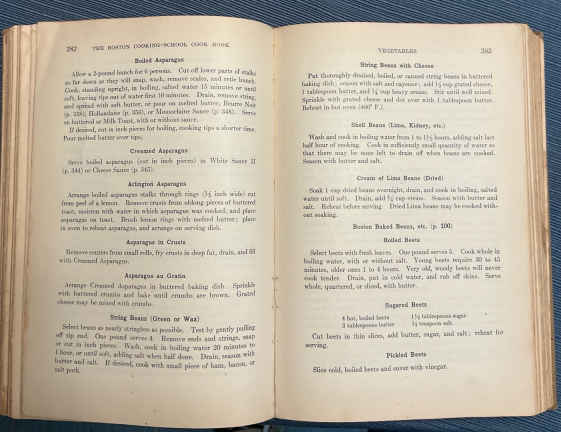 282 THE BOSTON COOKING-SCHOOL COOK BOOK
Boiled Asparagus
Allow a 2-pound bunch for 6 persons. Cut off lower parts of stalks
as far down as they will snap, wash, remove scales, and retie bunch.
Cook, standing upright, in boiling, salted water 15 minutes or until
soft, leaving tips out of water first 10 minutes. Drain, remove string,
and spread with soft butter, or pour on melted butter, Beurre Noir
(p. 358), Hollandaise (p. 350), or Mousseline Sauce (p. 348). Serve
on buttered or Milk Toast, with or without sauce.
If desired, cut in inch pieces for boiling, cooking tips a shorter time.
Pour melted butter over tips.
Creamed Asparagus
Serve boiled asparagus (cut in inch pieces) in White Sauce II
(p. 344) or Cheese Sauce (p. 345).
Arlington Asparagus
Arrange boiled asparagus stalks through rings (⅓ inch wide) cut
from peel of a lemon. Remove crusts from oblong pieces of buttered
toast, moisten with water in which asparagus was cooked, and place
asparagus on toast. Brush lemon rings with melted butter; place
in oven to reheat asparagus, and arrange on serving dish.
Asparagus in Crusts
Remove centers from small rolls, fry crusts in deep fat, drain, and fill
with Creamed Asparagus.
Asparagus au Gratin
Arrange Creamed Asparagus in buttered baking dish. Sprinkle
with buttered crumbs and bake until crumbs are brown. Grated
cheese may be mixed with crumbs.
String Beans (Green or Wax)
Select beans as nearly stringless as possible. Test by gently pulling
off tip end. One pound serves 4. Remove ends and strings, snap
or cut in inch pieces. Wash, cook in boiling water 20 minutes to
1 hour, or until soft, adding salt when half done. Drain, season with
butter and salt. If desired, cook with small piece of ham, bacon, or
salt pork.
VEGETABLES 283
String Beans with Cheese
Put thoroughly drained, boiled, or canned string beans in buttered
baking dish; season with salt and cayenne; add ½ cup grated cheese,
1 tablespoon butter, and ¼ cup heavy cream. Stir until well mixed.
Sprinkle with grated cheese and dot over with 1 tablespoon butter.
Reheat in hot oven (400° F.).
Shell Beans (Lima, Kidney, etc.)
Wash and cook in boiling water from 1 to 1½ hours, adding salt last
half hour of cooking. Cook in sufficiently small quantity of water so
that there may be none left to drain off when beans are cooked.
Season with butter and salt.
Cream of Lima Beans (Dried)
Soak 1 cup dried beans overnight, drain, and cook in boiling, salted
water until soft. Drain, add ¾ cup cream. Season with butter and
salt. Reheat before serving. Dried Lima beans may be cooked with-
out soaking.
Boston Baked Beans, etc. (p. 100)
Boiled Beets
Select beets with fresh leaves. One pound serves 5. Cook whole in
boiling water, with or without salt. Young beets require 30 to 45
minutes, older ones 1 to 4 hours. Very old, woody beets will never
cook tender. Drain, put in cold water, and rub off skins. Serve
whole, quartered, or sliced, with butter.
Sugared Beets
4 hot, boiled beets 1½ tablespoons sugar
3 tablespoons butter ½ teaspoon salt
Cut beets in thin slices, add butter, sugar, and salt; reheat for
serving.
Pickled Beets
Slice cold, boiled beets and cover with vinegar.